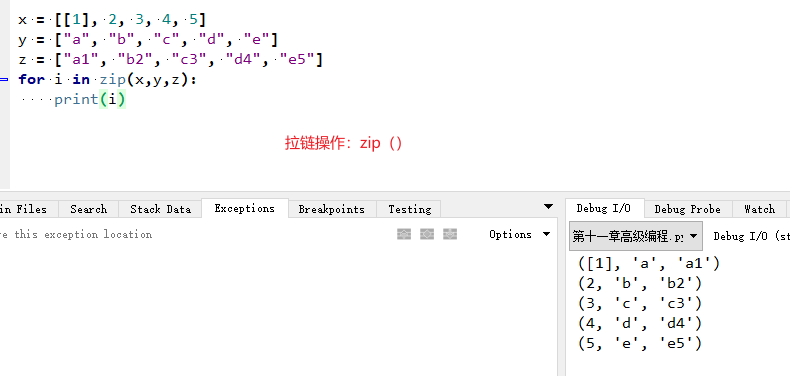 x = [[1], 2, 3, 4, 5]
y = ["a", "b", "c", "d", "e"]
z = ["a1", "b2", "c3", "d4", "e5"]
for i in zip(x,y,z):
    print(i)
拉链操作：zip（）
in Files Search Stack Data Exceptions Breakpoints Testing
e this exception location Options
Debug I/O Debug Probe Watch
第十一章高级编程.py Debug I/O (st
([1], 'a', 'a1')
(2, 'b', 'b2')
(3, 'c', 'c3')
(4, 'd', 'd4')
(5, 'e', 'e5')